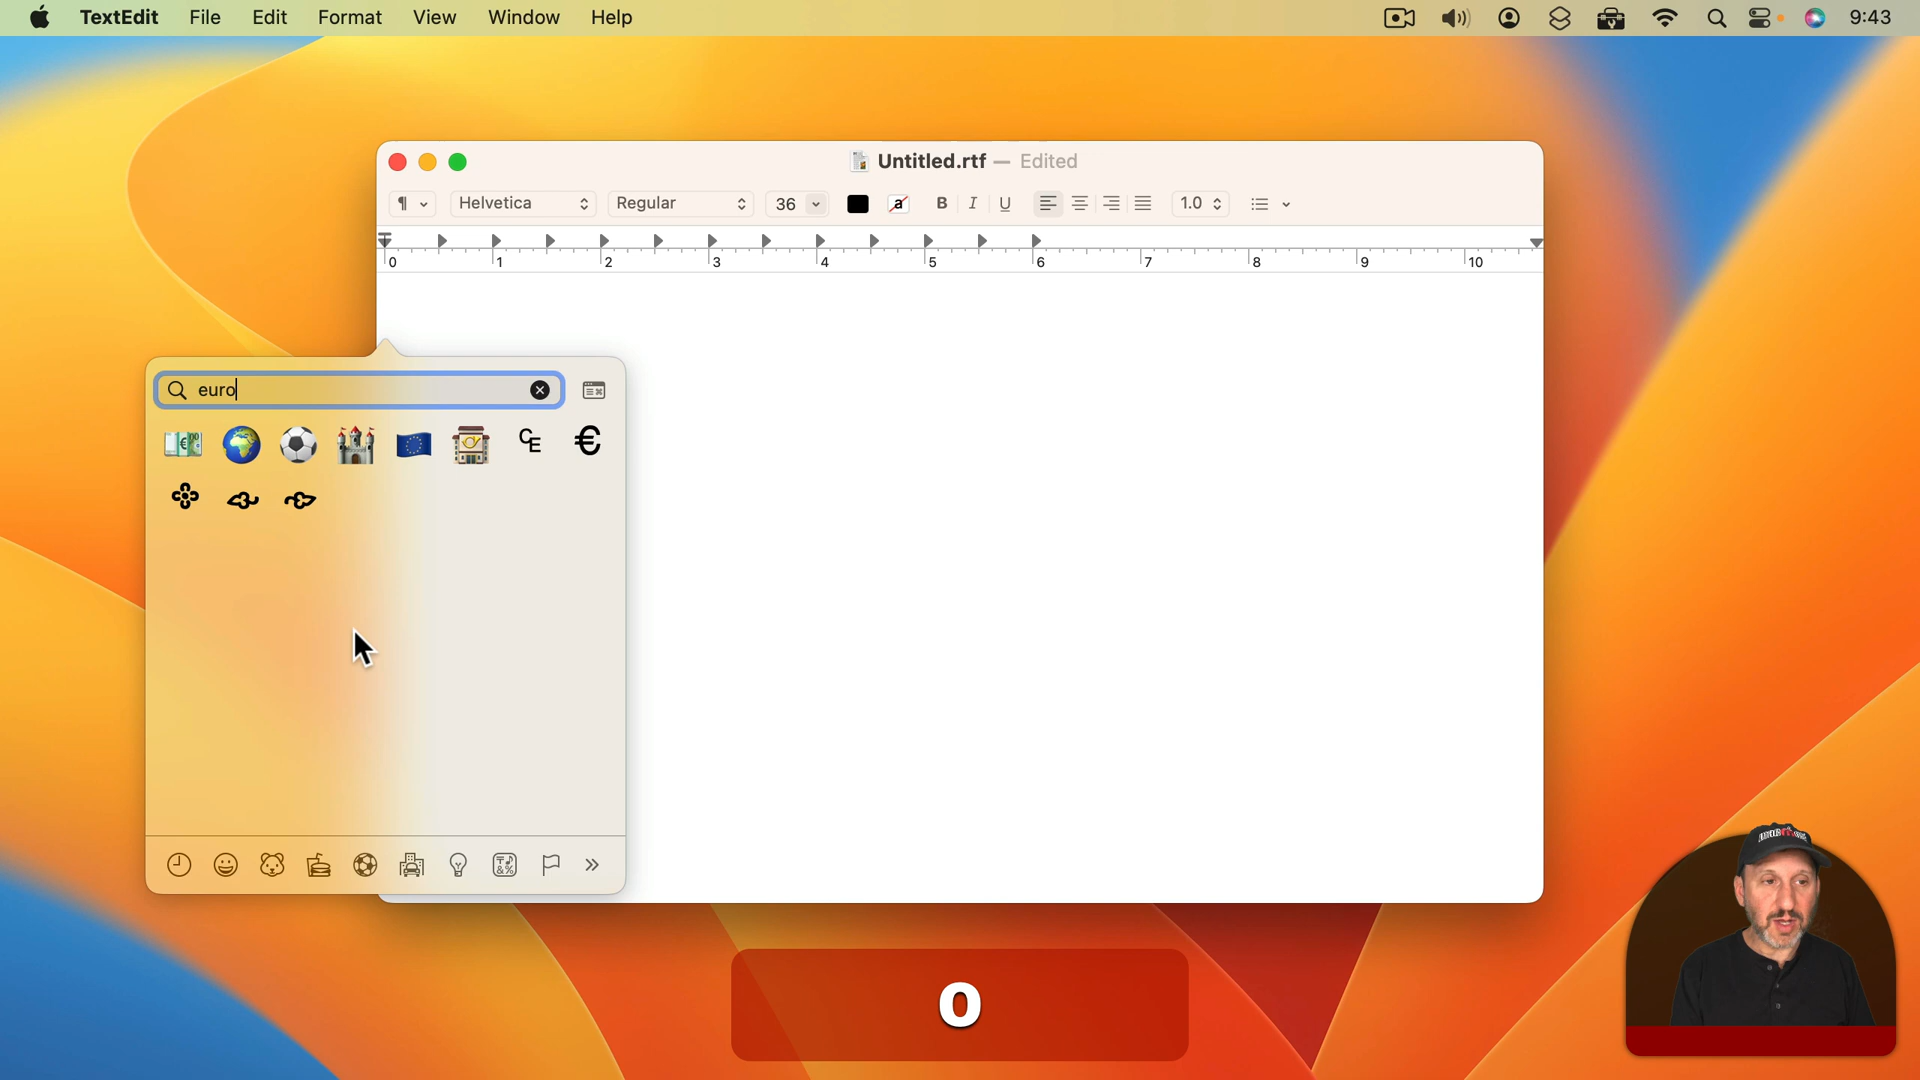 TextEdit File Edit Format View Window Help 9:43
Untitled.rtf — Edited
¶ Helvetica Regular 36 a B I U 1.0
0 1 2 3 4 5 6 7 8 9 10
euro
€
o